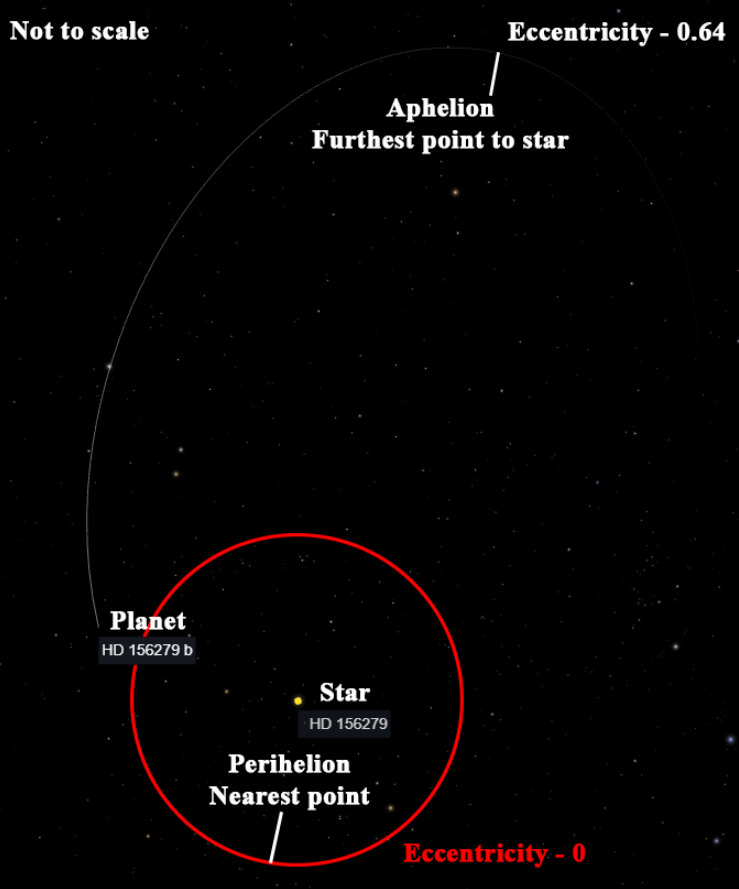 Not to scale
Eccentricity - 0.64
Aphelion
Furthest point to star
Planet
HD 156279 b
Star
HD 156279
Perihelion
Nearest point
Eccentricity - 0